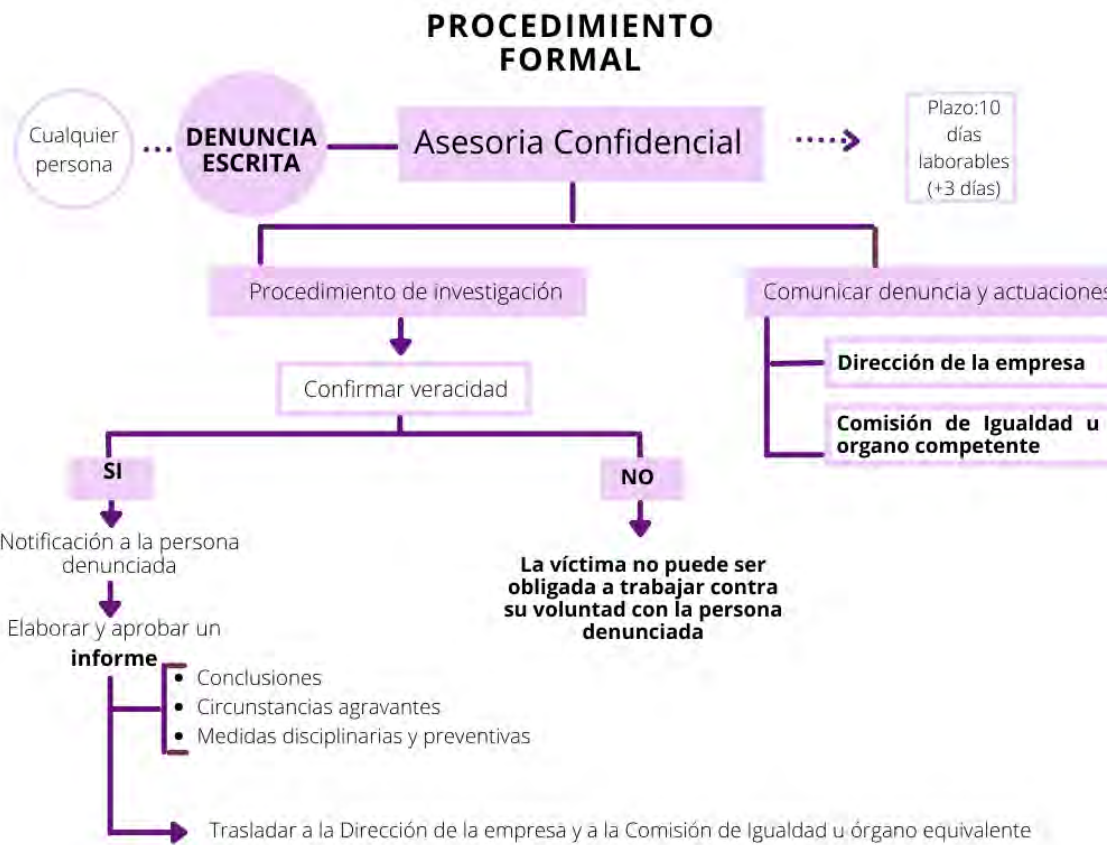 PROCEDIMIENTO
FORMAL
Cualquier
persona
DENUNCIA
ESCRITA
Asesoria Confidencial
Plazo:10
días
laborables
(+3 días)
Procedimiento de investigación
Comunicar denuncia y actuaciones
Confirmar veracidad
Dirección de la empresa
Comisión de Igualdad u
organo competente
SI
NO
Notificación a la persona
denunciada
La víctima no puede ser
obligada a trabajar contra
su voluntad con la persona
denunciada
Elaborar y aprobar un
informe
• Conclusiones
• Circunstancias agravantes
• Medidas disciplinarias y preventivas
Trasladar a la Dirección de la empresa y a la Comisión de Igualdad u órgano equivalente